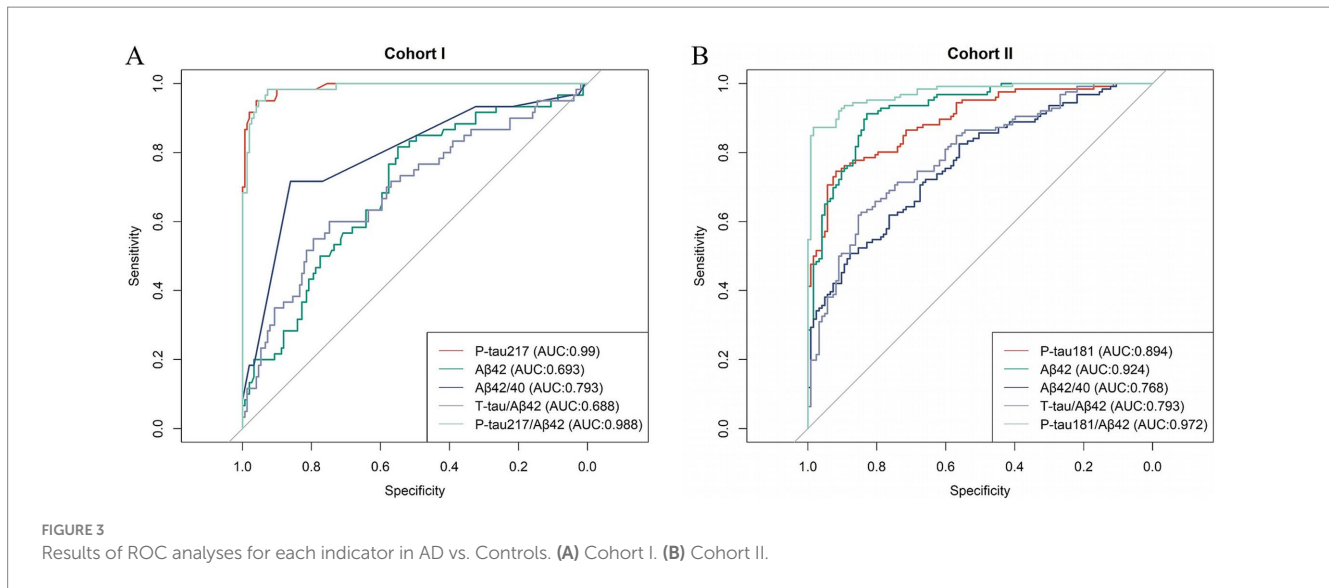 A
Cohort I
Sensitivity
1.0
0.8
0.6
0.4
0.2
0.0
P-tau217 (AUC:0.99)
Aβ42 (AUC:0.693)
Aβ42/40 (AUC:0.793)
T-tau/Aβ42 (AUC:0.688)
P-tau217/Aβ42 (AUC:0.988)
1.0 0.8 0.6 0.4 0.2 0.0
Specificity
B
Cohort II
Sensitivity
1.0
0.8
0.6
0.4
0.2
0.0
P-tau181 (AUC:0.894)
Aβ42 (AUC:0.924)
Aβ42/40 (AUC:0.768)
T-tau/Aβ42 (AUC:0.793)
P-tau181/Aβ42 (AUC:0.972)
1.0 0.8 0.6 0.4 0.2 0.0
Specificity
FIGURE 3
Results of ROC analyses for each indicator in AD vs. Controls. (A) Cohort I. (B) Cohort II.